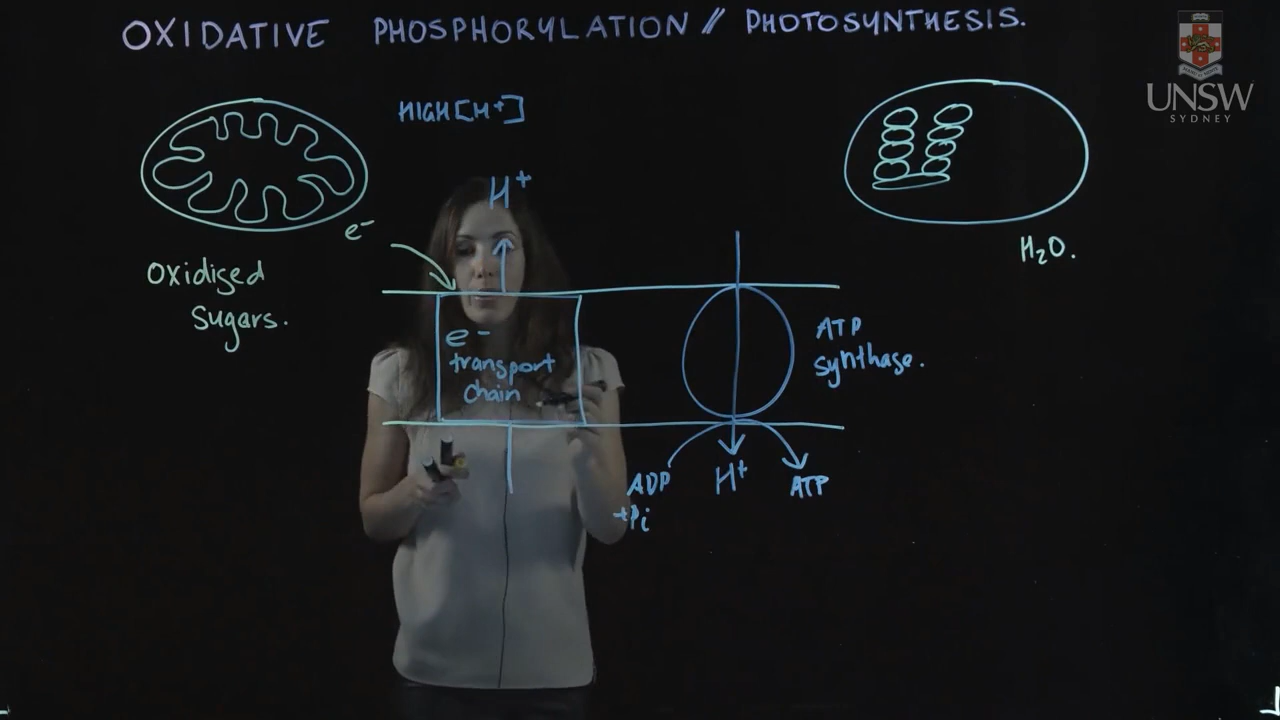 OXIDATIVE PHOSPHORYLATION // PHOTOSYNTHESIS.
UNSW
SYDNEY
HIGH [H+]
H+
e-
H2O.
Oxidised
Sugars.
e-
transport
chain
ATP
synthase.
ADP
+Pi
H+
ATP